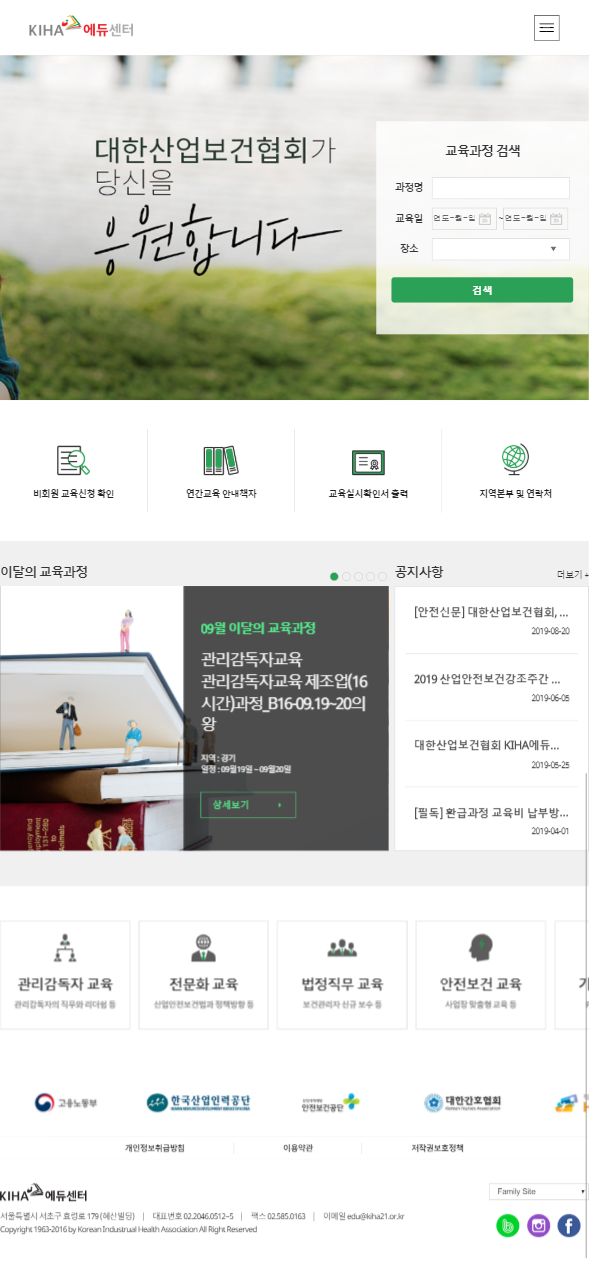 KIHA 에듀센터
대한산업보건협회가
당신을
응원합니다
교육과정 검색
과정명
교육일 연도-월-일 ~ 연도-월-일
장소
검색
비회원 교육신청 확인
연간교육 안내책자
교육실시확인서 출력
지역본부 및 연락처
이달의 교육과정
09월 이달의 교육과정
관리감독자교육
관리감독자교육 제조업(16
시간)과정_B16-09.19~20의
왕
지역 : 경기
일정 : 09월19일 ~ 09월20일
상세보기
공지사항 더보기 +
[안전신문] 대한산업보건협회, ...
2019-08-20
2019 산업안전보건강조주간 ...
2019-06-05
대한산업보건협회 KIHA에듀...
2019-05-25
[필독] 환급과정 교육비 납부방...
2019-04-01
관리감독자 교육
관리감독자의 직무와 리더쉽 등
전문화 교육
산업안전보건법과 정책방향 등
법정직무 교육
보건관리자 신규 보수 등
안전보건 교육
사업장 맞춤형 교육 등
고용노동부
한국산업인력공단
안전보건공단
대한간호협회
개인정보취급방침
이용약관
저작권보호정책
KIHA 에듀센터
서울특별시 서초구 효령로 179 (혜산빌딩) | 대표번호 02.2046.0512~5 | 팩스 02.585.0163 | 이메일 edu@kiha21.or.kr
Copyright 1963-2016 by Korean Industrual Health Association All Right Reserved
Family Site